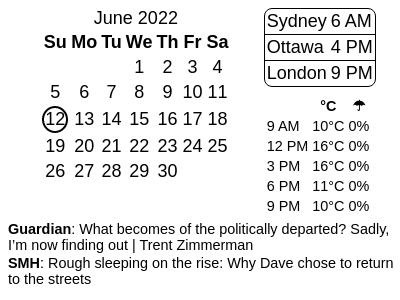 June 2022
Su Mo Tu We Th Fr Sa
1 2 3 4
5 6 7 8 9 10 11
12 13 14 15 16 17 18
19 20 21 22 23 24 25
26 27 28 29 30
Sydney 6 AM
Ottawa 4 PM
London 9 PM
°C ☂
9 AM 10°C 0%
12 PM 16°C 0%
3 PM 16°C 0%
6 PM 11°C 0%
9 PM 10°C 0%
Guardian: What becomes of the politically departed? Sadly,
I’m now finding out | Trent Zimmerman
SMH: Rough sleeping on the rise: Why Dave chose to return
to the streets